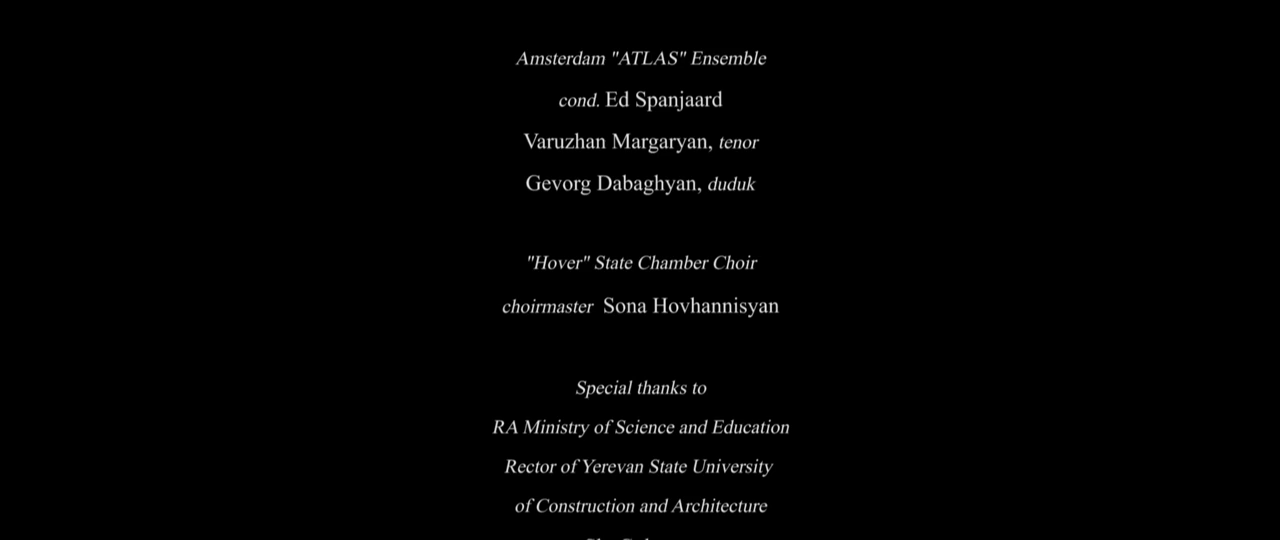 Amsterdam "ATLAS" Ensemble
cond. Ed Spanjaard
Varuzhan Margaryan, tenor
Gevorg Dabaghyan, duduk
"Hover" State Chamber Choir
choirmaster Sona Hovhannisyan
Special thanks to
RA Ministry of Science and Education
Rector of Yerevan State University
of Construction and Architecture